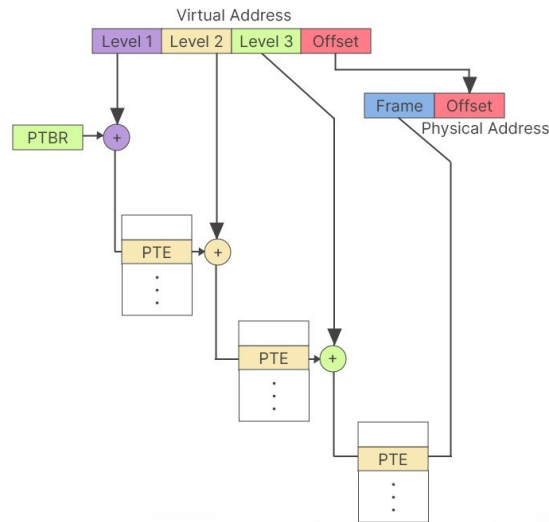 Virtual Address
Level 1 Level 2 Level 3 Offset
Frame Offset
Physical Address
PTBR +
PTE +
PTE +
PTE